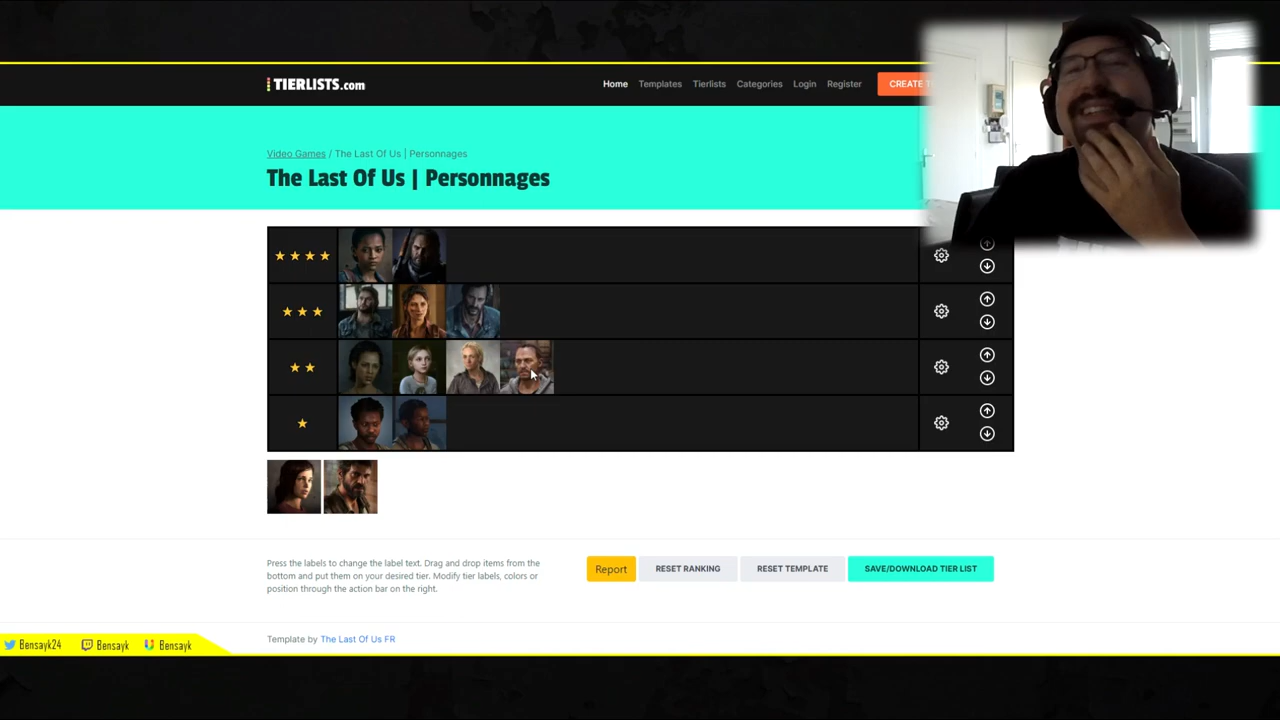 TIERLISTS.com
Home Templates Tierlists Categories Login Register CREATE
Video Games / The Last Of Us | Personnages
The Last Of Us | Personnages
Press the labels to change the label text. Drag and drop items from the
bottom and put them on your desired tier. Modify tier labels, colors or
position through the action bar on the right.
Report RESET RANKING RESET TEMPLATE SAVE/DOWNLOAD TIER LIST
Template by The Last Of Us FR
Bensayk24 Bensayk Bensayk